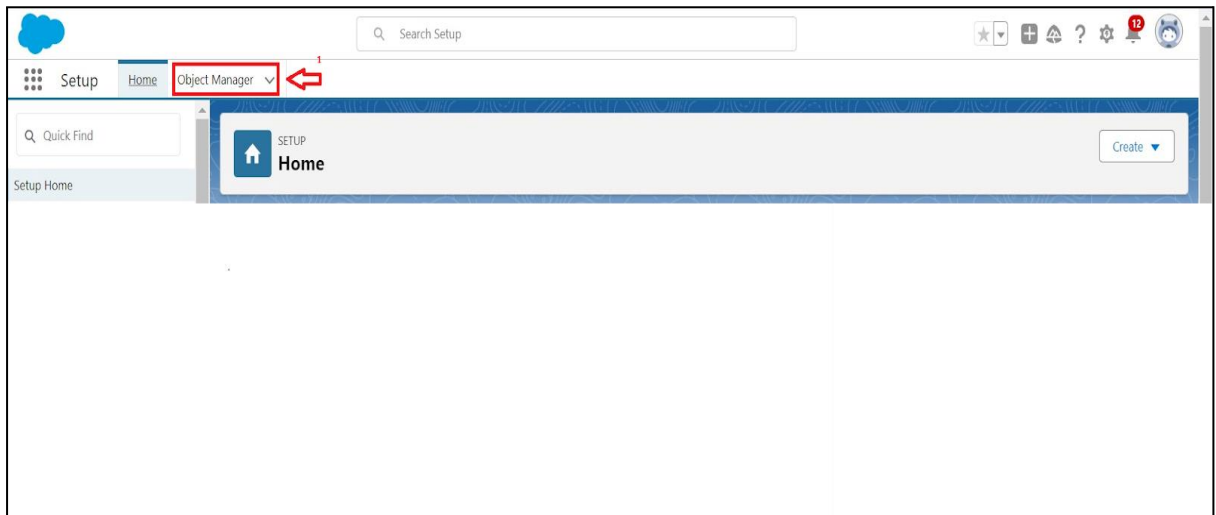 Search Setup
12
Setup Home Object Manager
1
Quick Find
SETUP
Home
Create
Setup Home